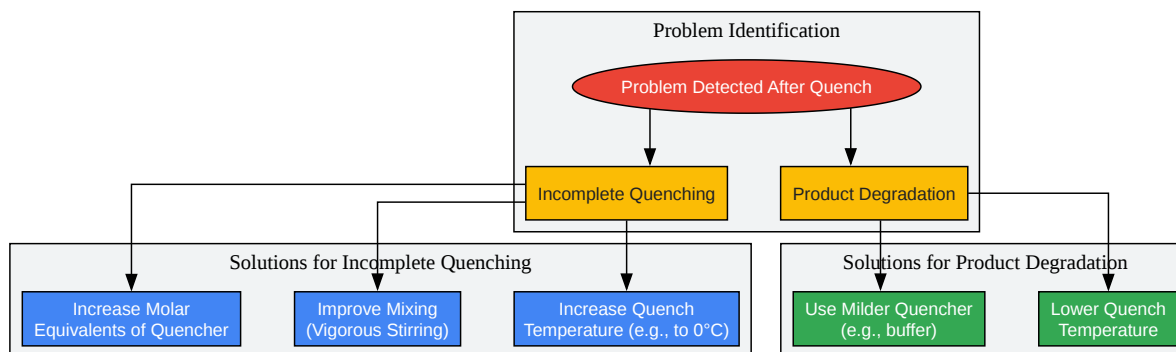 Problem Identification
Problem Detected After Quench
Incomplete Quenching
Product Degradation
Solutions for Incomplete Quenching
Increase Molar
Equivalents of Quencher
Improve Mixing
(Vigorous Stirring)
Increase Quench
Temperature (e.g., to 0°C)
Solutions for Product Degradation
Use Milder Quencher
(e.g., buffer)
Lower Quench
Temperature